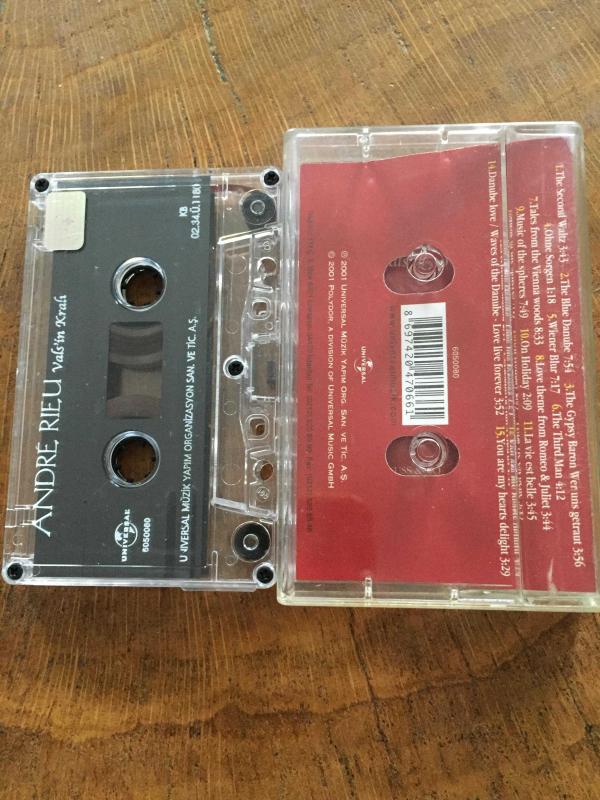 ANDRÉ RIEU Vals'in Kralı
UNIVERSAL
6050080
KB
02.34.Ü.1180
UNIVERSAL MÜZİK YAPIM ORGANİZASYON SAN. VE TİC. A.Ş.
1.The Second Waltz 3:43 2.The Blue Danube 7:54 3.The Gypsy Baron Wer uns getraut 3:56
4.Ohne Sorgen 1:18 5.Wiener Blut 7:17 6.The Third Man 4:12
7.Tales from the Vienna woods 8:33 8.Love theme from Romeo & Juliet 3:44
9.Music of the spheres 7:49 10.On Holiday 2:09 11.La vie est belle 3:45
14.Danube love / Waves of the Danube - Love live forever 3:52 15.You are my hearts delight 3:29
6050080
8 697420 470661
UNIVERSAL
© 2001 UNIVERSAL MÜZİK YAPIM ORG. SAN. VE TİC. A.Ş.
© 2001 POLYDOR, A DIVISION OF UNIVERSAL MUSIC GMBH